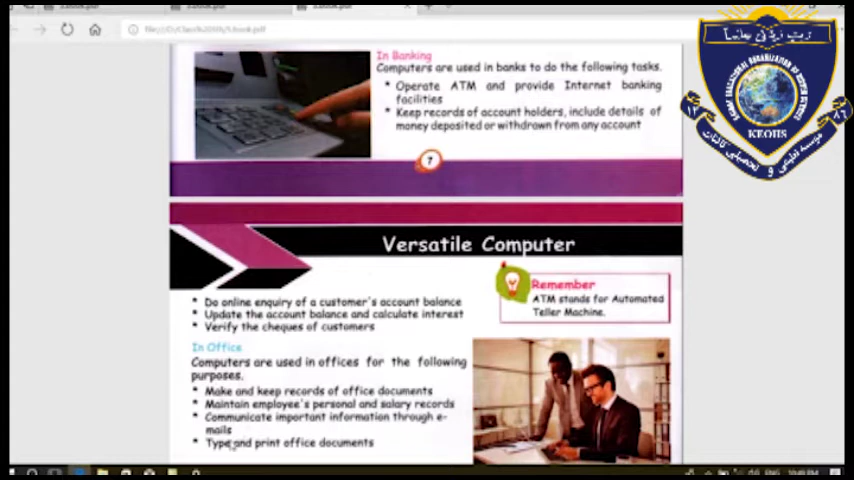 In Banking
Computers are used in banks to do the following tasks.
* Operate ATM and provide Internet banking
facilities
* Keep records of account holders, include details of
money deposited or withdrawn from any account
7
Versatile Computer
* Do online enquiry of a customer's account balance
* Update the account balance and calculate interest
* Verify the cheques of customers
Remember
ATM stands for Automated
Teller Machine.
In Office
Computers are used in offices for the following
purposes.
* Make and keep records of office documents
* Maintain employee's personal and salary records
* Communicate important information through e-
mails
* Type and print office documents
KEOHS